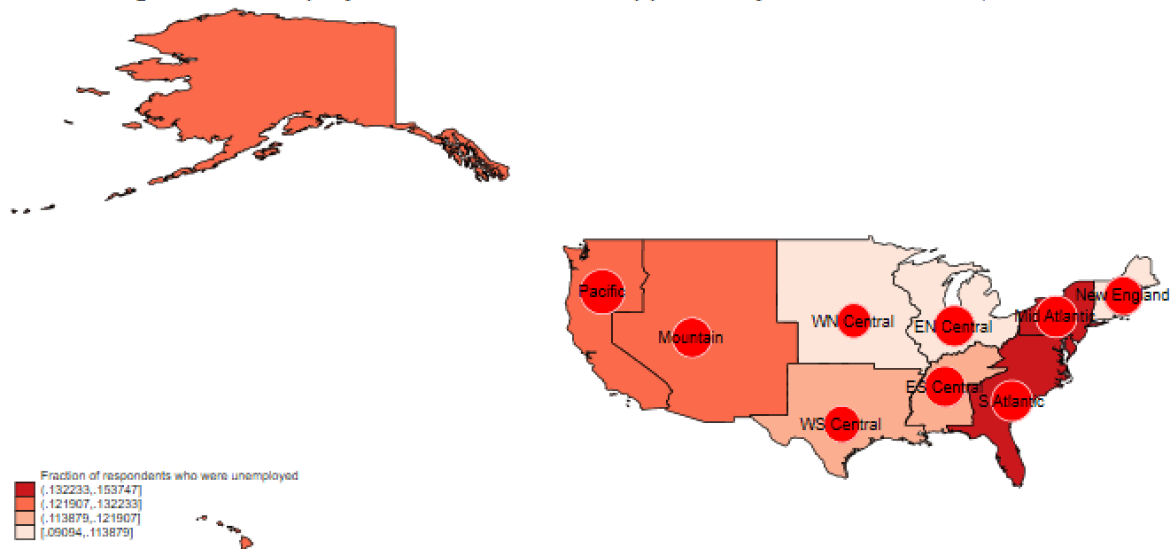 Pacific
Mountain
WN Central
EN Central
New England
Mid Atlantic
ES Central
S Atlantic
WS Central
Fraction of respondents who were unemployed
(.132233,.153747]
(.121907,.132233]
(.113879,.121907]
[.09094,.113879]